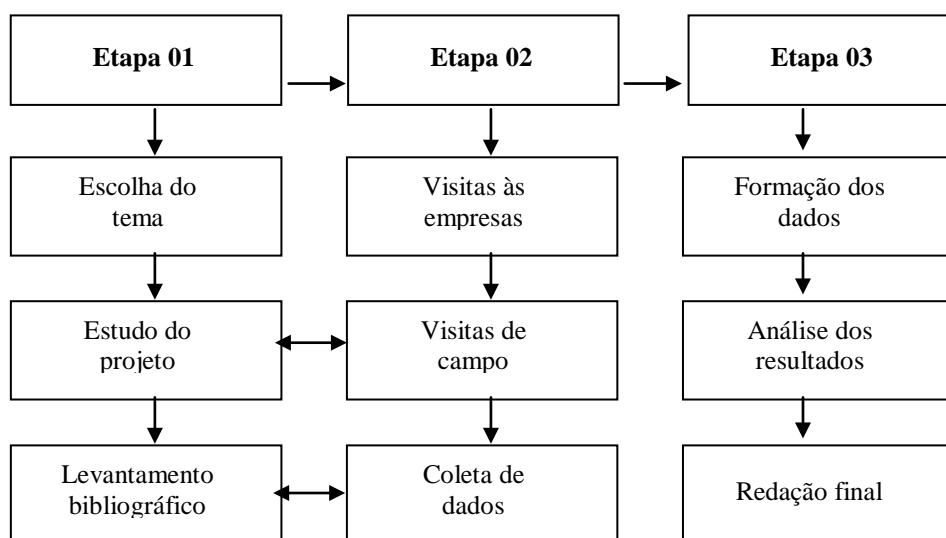 Etapa 01
Etapa 02
Etapa 03
Escolha do
tema
Visitas às
empresas
Formação dos
dados
Estudo do
projeto
Visitas de
campo
Análise dos
resultados
Levantamento
bibliográfico
Coleta de
dados
Redação final